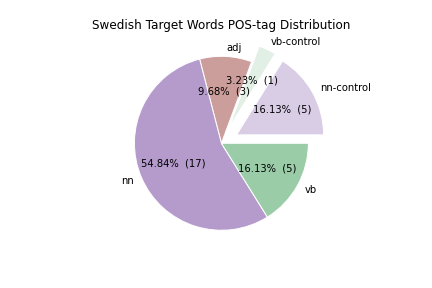 Swedish Target Words POS-tag Distribution
vb-control
adj
3.23% (1)
9.68% (3)
nn-control
16.13% (5)
54.84% (17)
16.13% (5)
nn
vb